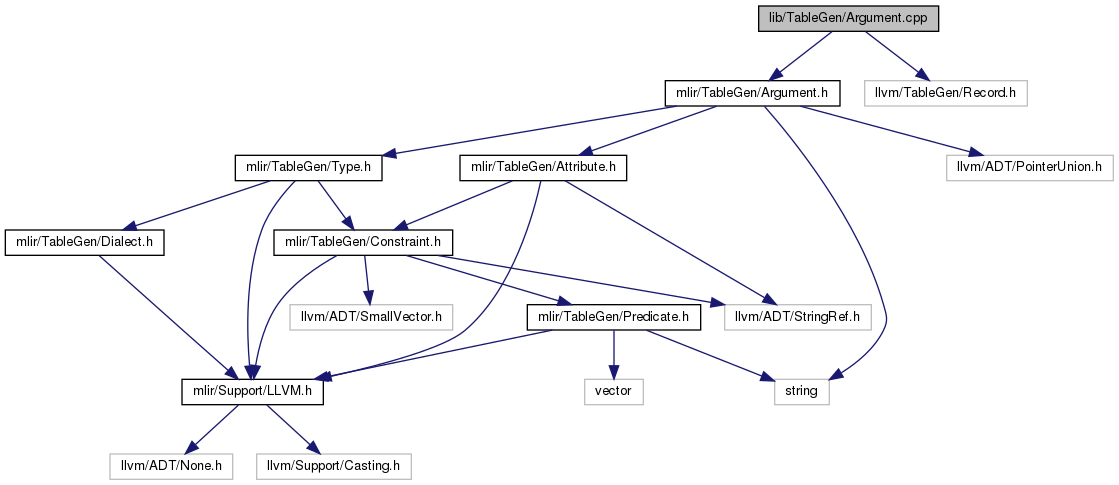 lib/TableGen/Argument.cpp
mlir/TableGen/Argument.h
llvm/TableGen/Record.h
mlir/TableGen/Type.h
mlir/TableGen/Attribute.h
llvm/ADT/PointerUnion.h
mlir/TableGen/Dialect.h
mlir/TableGen/Constraint.h
llvm/ADT/SmallVector.h
mlir/TableGen/Predicate.h
llvm/ADT/StringRef.h
mlir/Support/LLVM.h
vector
string
llvm/ADT/None.h
llvm/Support/Casting.h